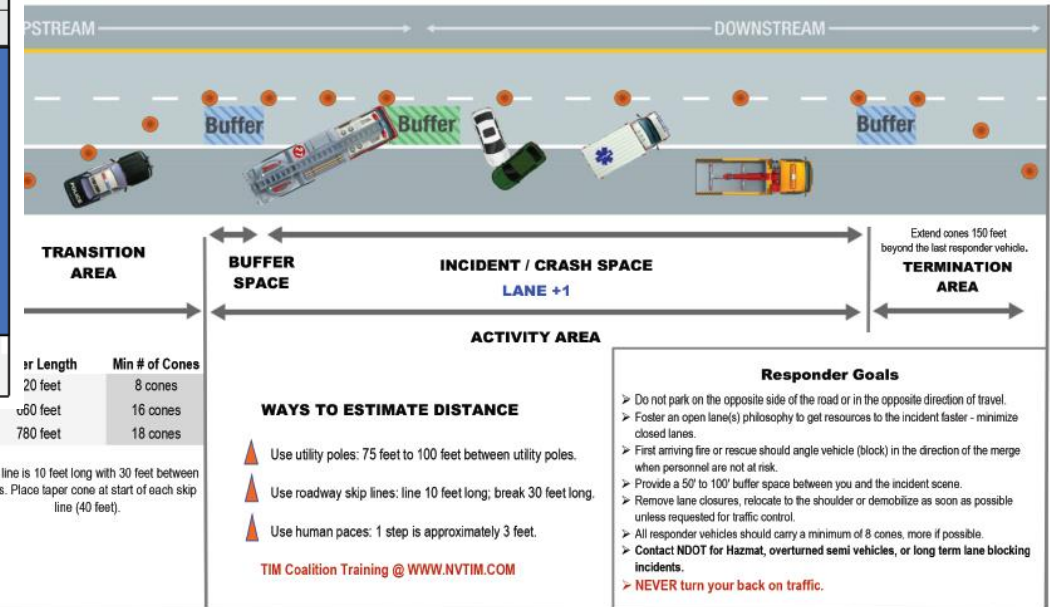 PSTREAM
DOWNSTREAM
Buffer
Buffer
Buffer
POLICE
TRANSITION
AREA
BUFFER
SPACE
INCIDENT / CRASH SPACE
LANE +1
ACTIVITY AREA
Extend cones 150 feet
beyond the last responder vehicle.
TERMINATION
AREA
er Length Min # of Cones
20 feet 8 cones
660 feet 16 cones
780 feet 18 cones
line is 10 feet long with 30 feet between
s. Place taper cone at start of each skip
line (40 feet).
WAYS TO ESTIMATE DISTANCE
Use utility poles: 75 feet to 100 feet between utility poles.
Use roadway skip lines: line 10 feet long; break 30 feet long.
Use human paces: 1 step is approximately 3 feet.
TIM Coalition Training @ WWW.NVTIM.COM
Responder Goals
➢ Do not park on the opposite side of the road or in the opposite direction of travel.
➢ Foster an open lane(s) philosophy to get resources to the incident faster - minimize
closed lanes.
➢ First arriving fire or rescue should angle vehicle (block) in the direction of the merge
when personnel are not at risk.
➢ Provide a 50' to 100' buffer space between you and the incident scene.
➢ Remove lane closures, relocate to the shoulder or demobilize as soon as possible
unless requested for traffic control.
➢ All responder vehicles should carry a minimum of 8 cones, more if possible.
➢ Contact NDOT for Hazmat, overturned semi vehicles, or long term lane blocking
incidents.
➢ NEVER turn your back on traffic.